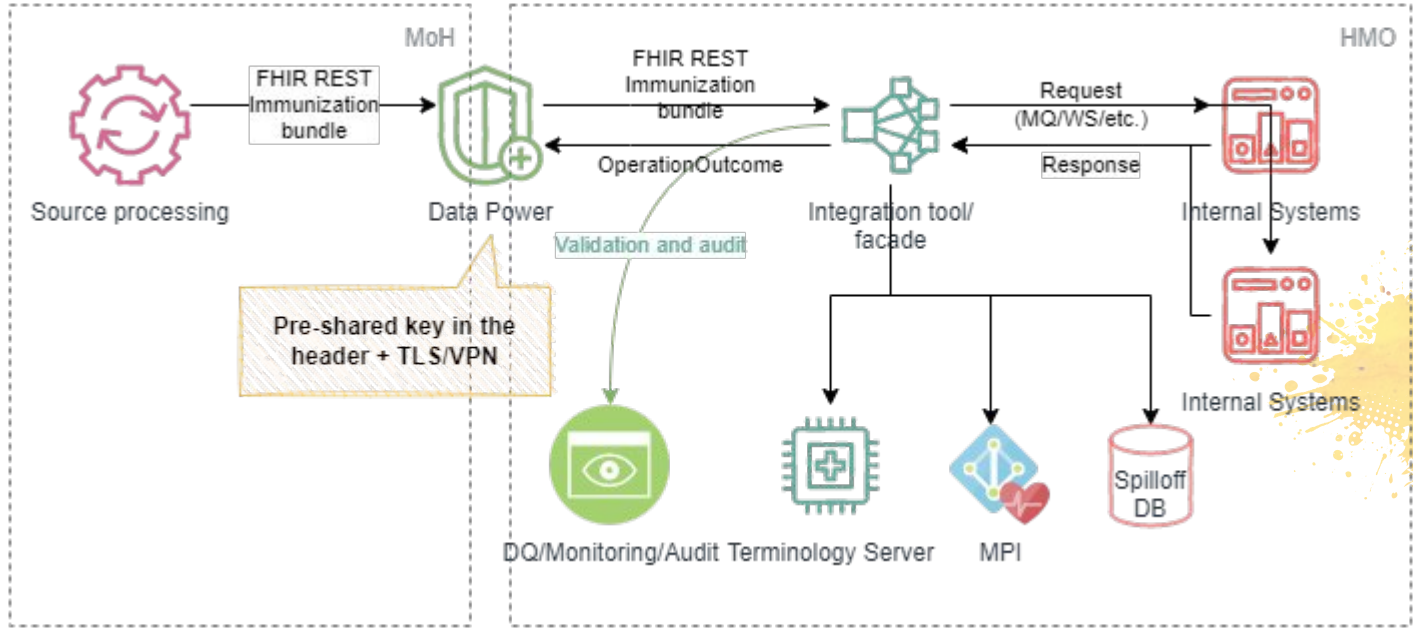 MoH
HMO
FHIR REST
Immunization
bundle
FHIR REST
Immunization
bundle
Request
(MQ/WS/etc.)
OperationOutcome
Response
Source processing
Data Power
Integration tool/
facade
Internal Systems
Validation and audit
Pre-shared key in the
header + TLS/VPN
Internal Systems
Spilloff
DB
DQ/Monitoring/Audit
Terminology Server
MPI